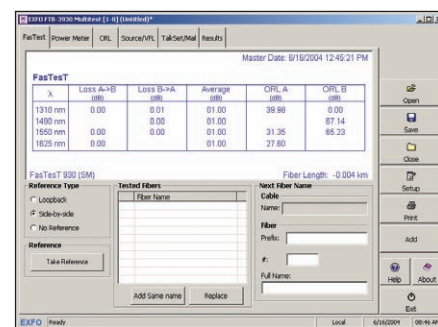 EXFO FTB-3930 Multitest [1-0] (Untitled)*
FasTest Power Meter ORL Source/VFL TalkSet/Mail Results
Master Date: 6/16/2004 12:45:21 PM
FasTesT
λ Loss A->B (dB) Loss B->A (dB) Average (dB) ORL A (dB) ORL B (dB)
1310 nm 0.00 0.01 01.00 39.98 0.00
1490 nm 0.00 01.00 67.14
1550 nm 0.00 0.00 01.00 31.35 65.23
1625 nm 0.00 01.00 27.60
FasTesT 930 (SM) Fiber Length: -0.004 km
Reference Type
Loopback
Side-by-side
No Reference
Reference
Take Reference
Tested Fibers
Fiber Name
Add Same name Replace
Next Fiber Name
Cable
Name:
Fiber
Prefix:
#:
Full Name:
Open
Save
Close
Setup
Print
Add
Help About
Exit
EXFO Ready Local 6/16/2004 08:46 AM